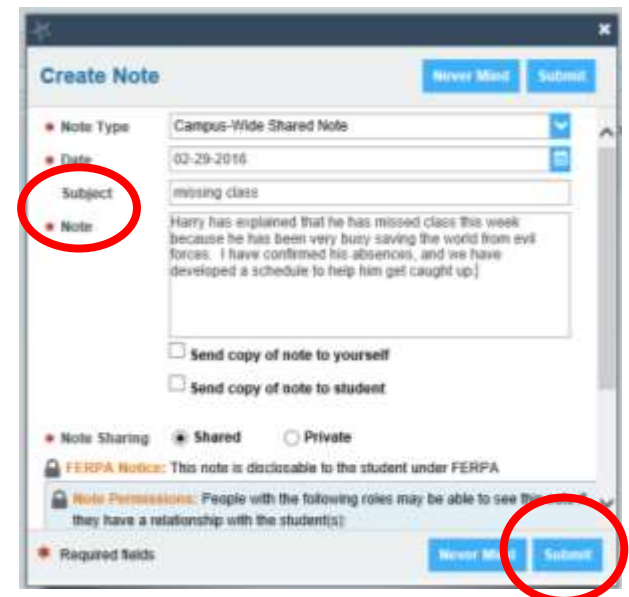 Create Note
Never Mind Submit
* Note Type Campus-Wide Shared Note
* Date 02-29-2016
Subject missing class
* Note Harry has explained that he has missed class this week
because he has been very busy saving the world from evil
forces. I have confirmed his absences, and we have
developed a schedule to help him get caught up.
Send copy of note to yourself
Send copy of note to student
* Note Sharing Shared Private
FERPA Notice: This note is disclosable to the student under FERPA
Note Permissions: People with the following roles may be able to see
they have a relationship with the student(s):
* Required fields Never Mind Submit